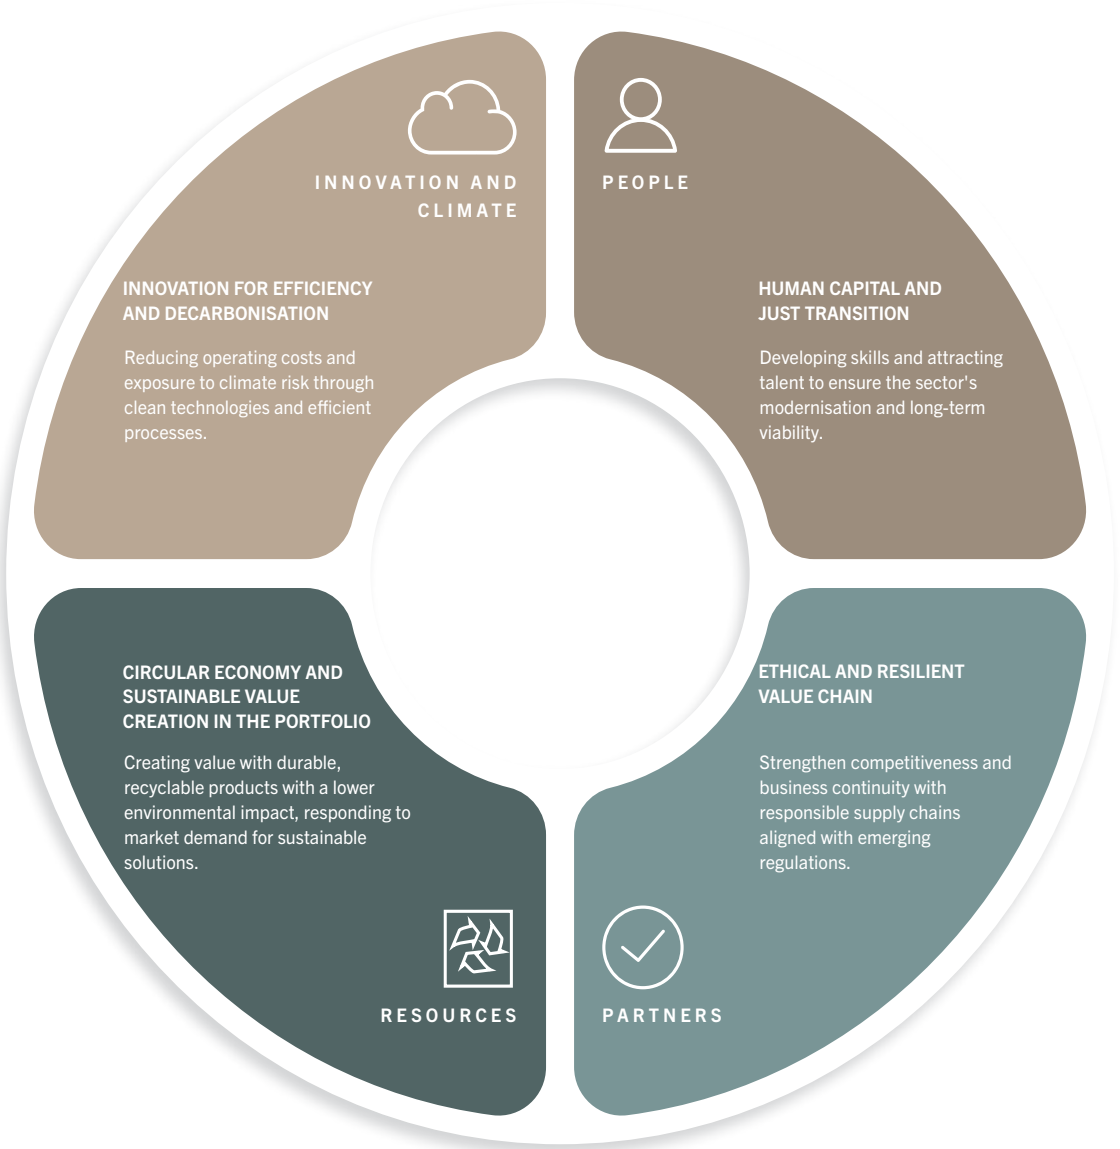 INNOVATION AND
CLIMATE
INNOVATION FOR EFFICIENCY
AND DECARBONISATION
Reducing operating costs and
exposure to climate risk through
clean technologies and efficient
processes.
PEOPLE
HUMAN CAPITAL AND
JUST TRANSITION
Developing skills and attracting
talent to ensure the sector's
modernisation and long-term
viability.
CIRCULAR ECONOMY AND
SUSTAINABLE VALUE
CREATION IN THE PORTFOLIO
Creating value with durable,
recyclable products with a lower
environmental impact, responding to
market demand for sustainable
solutions.
RESOURCES
ETHICAL AND RESILIENT
VALUE CHAIN
Strengthen competitiveness and
business continuity with
responsible supply chains
aligned with emerging
regulations.
PARTNERS